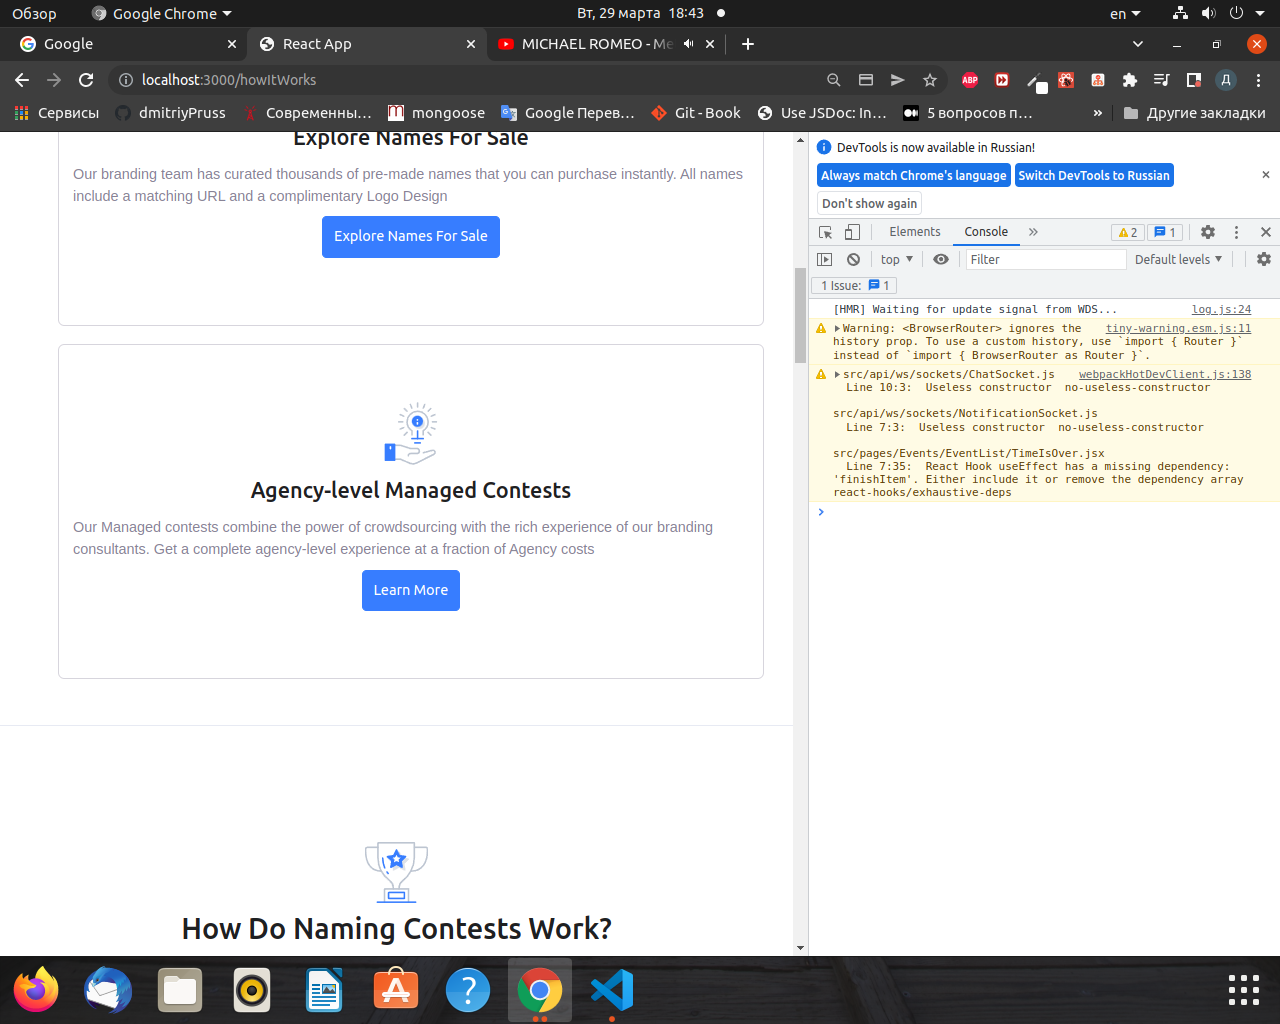 Обзор
Google Chrome
Вт, 29 марта 18:43
en
Google
React App
MICHAEL ROMEO - Me
localhost:3000/howItWorks
ABP
Д
Сервисы
dmitriyPruss
Современны...
mongoose
Google Перев...
Git - Book
Use JSDoc: In...
5 вопросов п...
»
Другие закладки
Explore Names For Sale
Our branding team has curated thousands of pre-made names that you can purchase instantly. All names
include a matching URL and a complimentary Logo Design
Explore Names For Sale
Agency-level Managed Contests
Our Managed contests combine the power of crowdsourcing with the rich experience of our branding
consultants. Get a complete agency-level experience at a fraction of Agency costs
Learn More
How Do Naming Contests Work?
DevTools is now available in Russian!
Always match Chrome's language
Switch DevTools to Russian
Don't show again
Elements
Console
»
2
1
top
Filter
Default levels
1 Issue: 1
[HMR] Waiting for update signal from WDS...
log.js:24
Warning: <BrowserRouter> ignores the
tiny-warning.esm.js:11
history prop. To use a custom history, use `import { Router }`
instead of `import { BrowserRouter as Router }`.
src/api/ws/sockets/ChatSocket.js
webpackHotDevClient.js:138
Line 10:3: Useless constructor no-useless-constructor
src/api/ws/sockets/NotificationSocket.js
Line 7:3: Useless constructor no-useless-constructor
src/pages/Events/EventList/TimeIsOver.jsx
Line 7:35: React Hook useEffect has a missing dependency:
'finishItem'. Either include it or remove the dependency array
react-hooks/exhaustive-deps